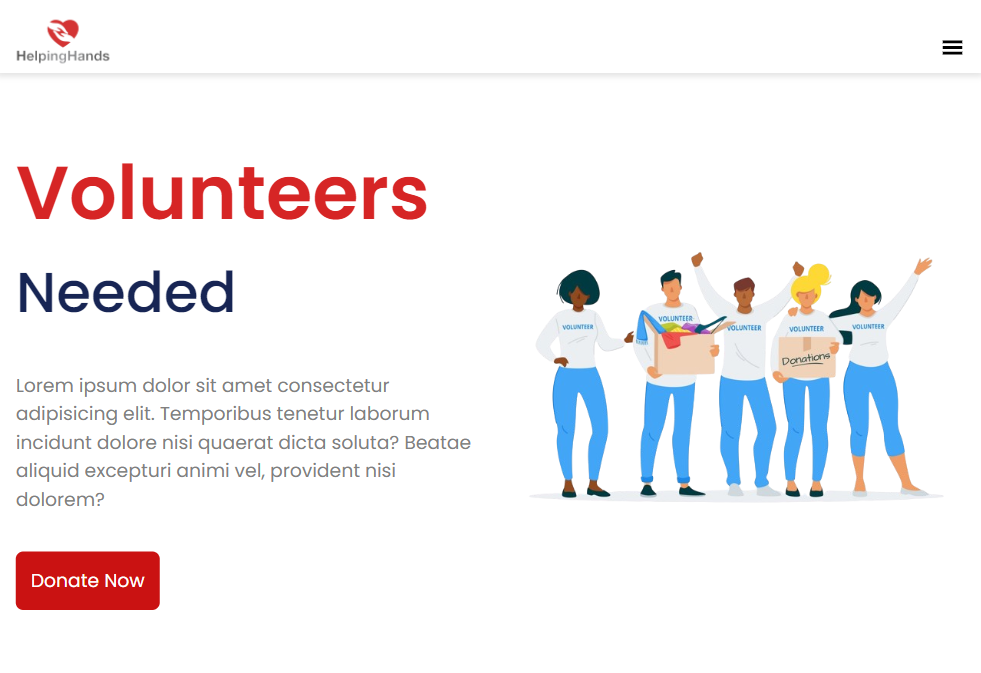 HelpingHands
Volunteers
Needed
Lorem ipsum dolor sit amet consectetur
adipisicing elit. Temporibus tenetur laborum
incidunt dolore nisi quaerat dicta soluta? Beatae
aliquid excepturi animi vel, provident nisi
dolorem?
Donate Now
VOLUNTEER
VOLUNTEER
VOLUNTEER
VOLUNTEER
VOLUNTEER
Donations